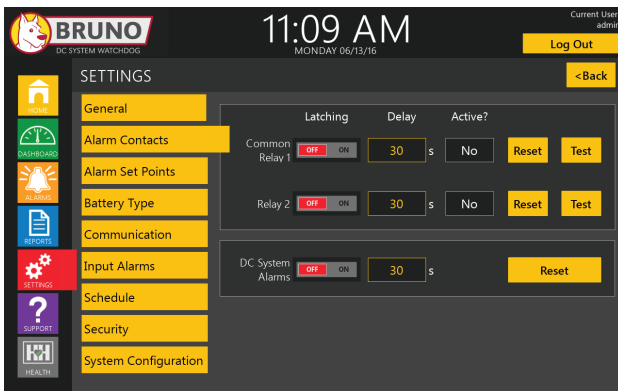 BRUNO
DC SYSTEM WATCHDOG
11:09 AM
MONDAY 06/13/16
Current User
admin
Log Out
SETTINGS
<Back
HOME
DASHBOARD
ALARMS
REPORTS
SETTINGS
SUPPORT
HEALTH
General
Alarm Contacts
Alarm Set Points
Battery Type
Communication
Input Alarms
Schedule
Security
System Configuration
Latching Delay Active?
Common
Relay 1 OFF ON 30 s No Reset Test
Relay 2 OFF ON 30 s No Reset Test
DC System
Alarms OFF ON 30 s Reset